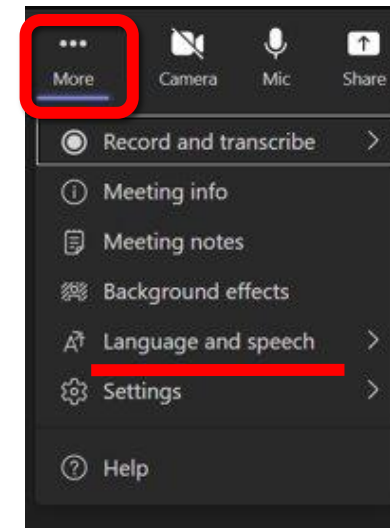 More Camera Mic Share
Record and transcribe
Meeting info
Meeting notes
Background effects
Language and speech
Settings
Help